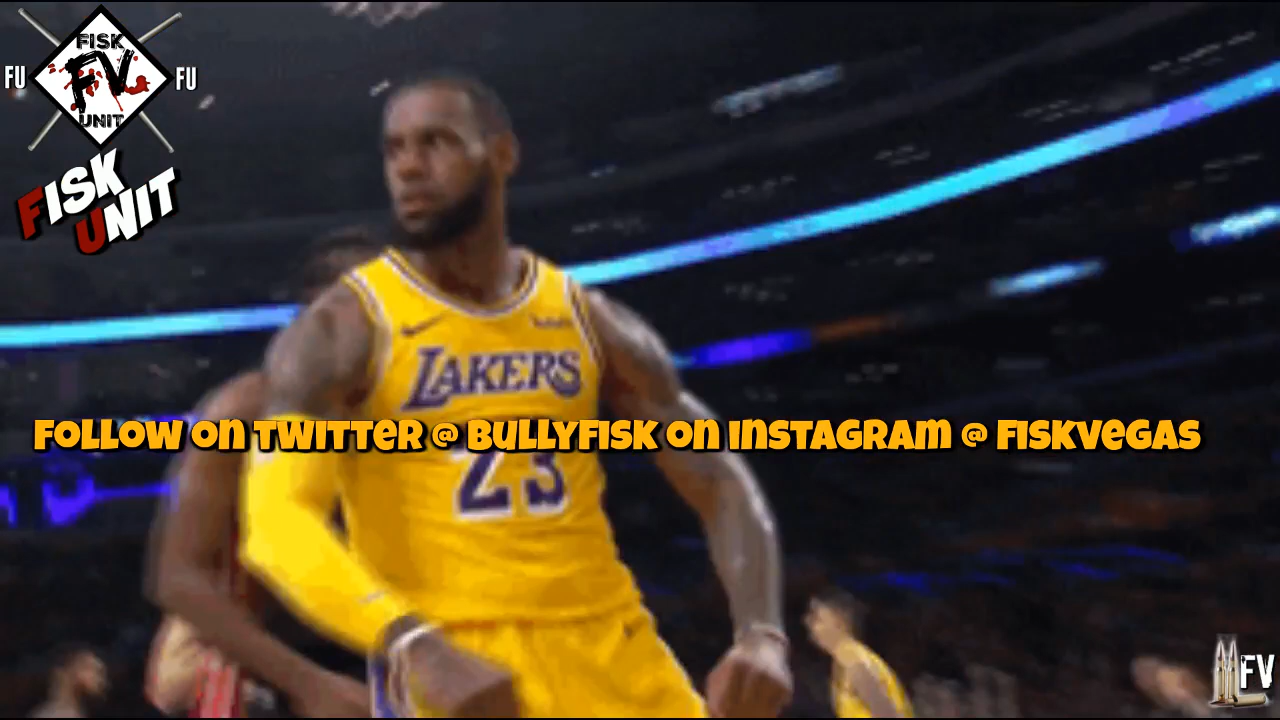 FISK
FV
UNIT
FU
FU
FISK
UNIT
LAKERS
FOLLOW ON TWITTER @ BULLYFISK ON INSTAGRAM @ FISKVEGAS
23
FV